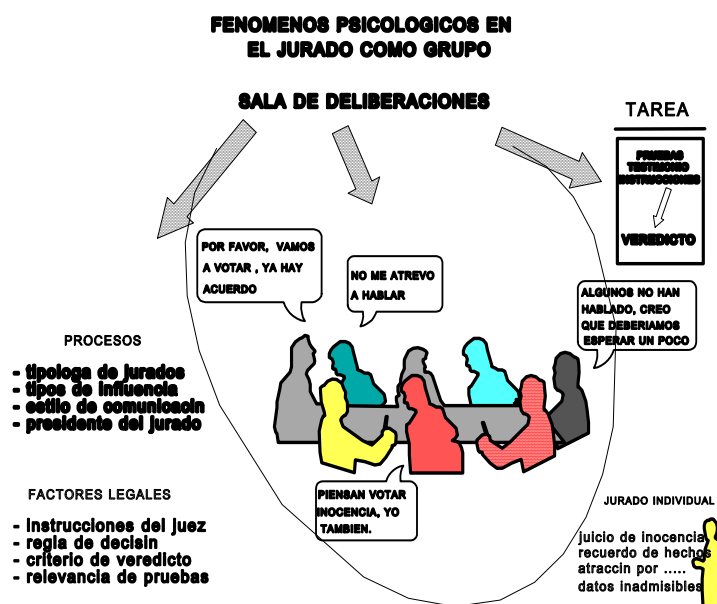 FENOMENOS PSICOLOGICOS EN
EL JURADO COMO GRUPO
SALA DE DELIBERACIONES
TAREA
PRUEBAS
TESTIMONIO
INSTRUCCIONES
VEREDICTO
POR FAVOR, VAMOS
A VOTAR , YA HAY
ACUERDO
NO ME ATREVO
A HABLAR
ALGUNOS NO HAN
HABLADO, CREO
QUE DEBERIAMOS
ESPERAR UN POCO
PROCESOS
- tipologa de jurados
- tipos de influencia
- estilo de comunicacin
- presidente del jurado
PIENSAN VOTAR
INOCENCIA, YO
TAMBIEN.
FACTORES LEGALES
- instrucciones del juez
- regla de decisin
- criterio de veredicto
- relevancia de pruebas
JURADO INDIVIDUAL
juicio de inocencia
recuerdo de hechos
atraccin por .....
datos inadmisibles